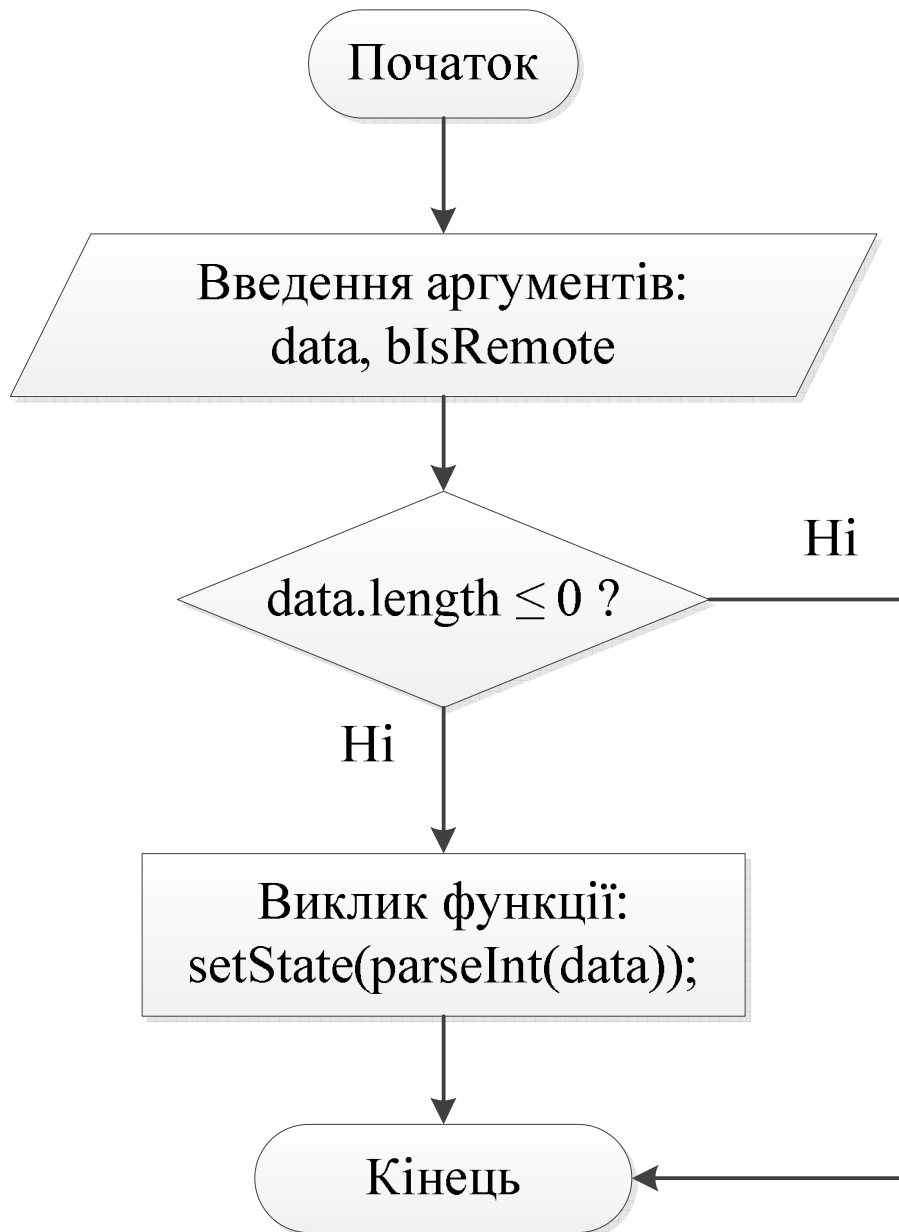 Початок
Введення аргументів:
data, bIsRemote
data.length ≤ 0 ?
Ні
Ні
Виклик функції:
setState(parseInt(data));
Кінець